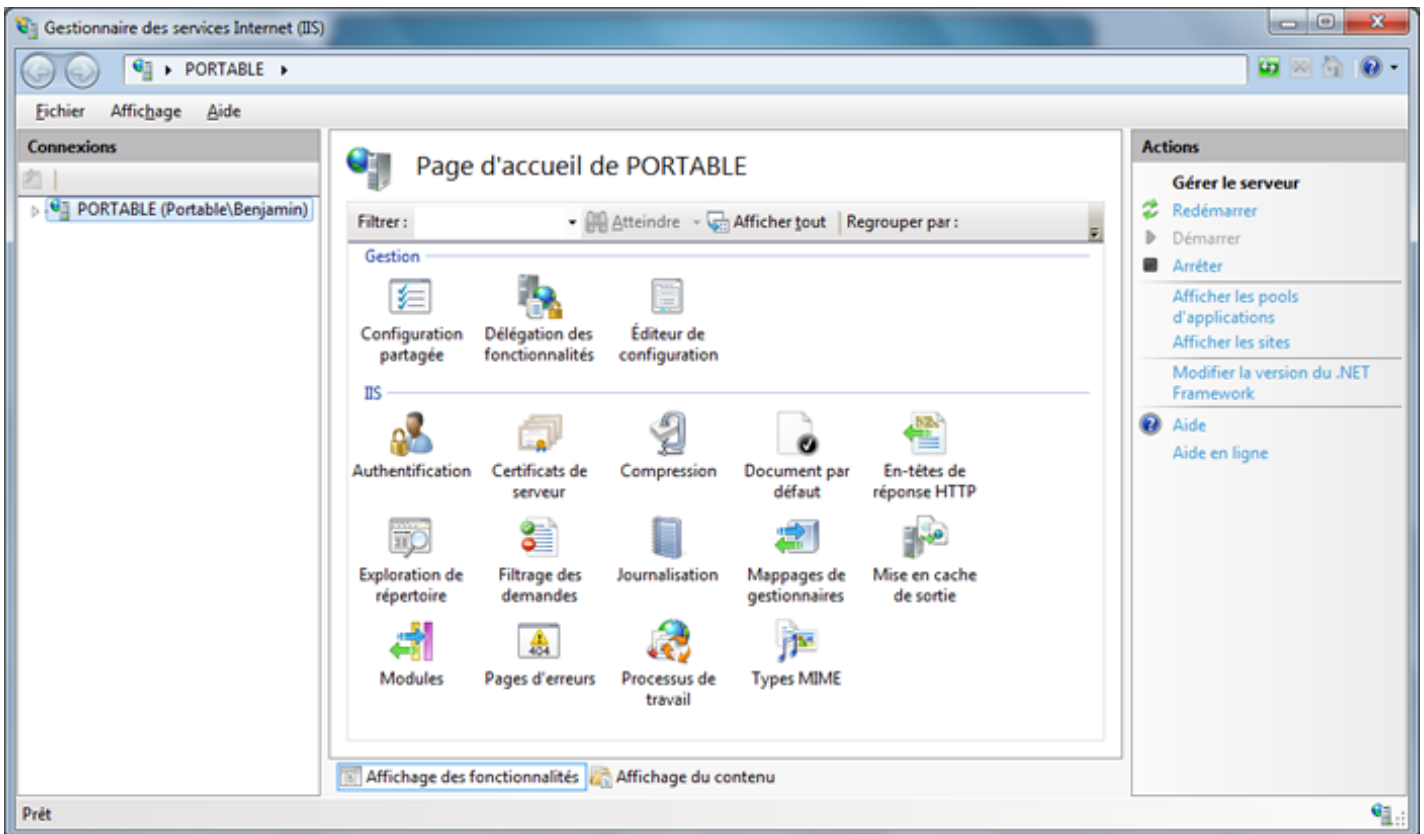 Gestionnaire des services Internet (IIS)
PORTABLE
Fichier Affichage Aide
Connexions
PORTABLE (Portable\Benjamin)
Page d'accueil de PORTABLE
Filtrer : Atteindre Afficher tout Regrouper par :
Gestion
Configuration partagée
Délégation des fonctionnalités
Éditeur de configuration
IIS
Authentification
Certificats de serveur
Compression
Document par défaut
En-têtes de réponse HTTP
Exploration de répertoire
Filtrage des demandes
Journalisation
Mappages de gestionnaires
Mise en cache de sortie
Modules
404
Pages d'erreurs
Processus de travail
Types MIME
Affichage des fonctionnalités Affichage du contenu
Actions
Gérer le serveur
Redémarrer
Démarrer
Arrêter
Afficher les pools
d'applications
Afficher les sites
Modifier la version du .NET
Framework
Aide
Aide en ligne
Prêt